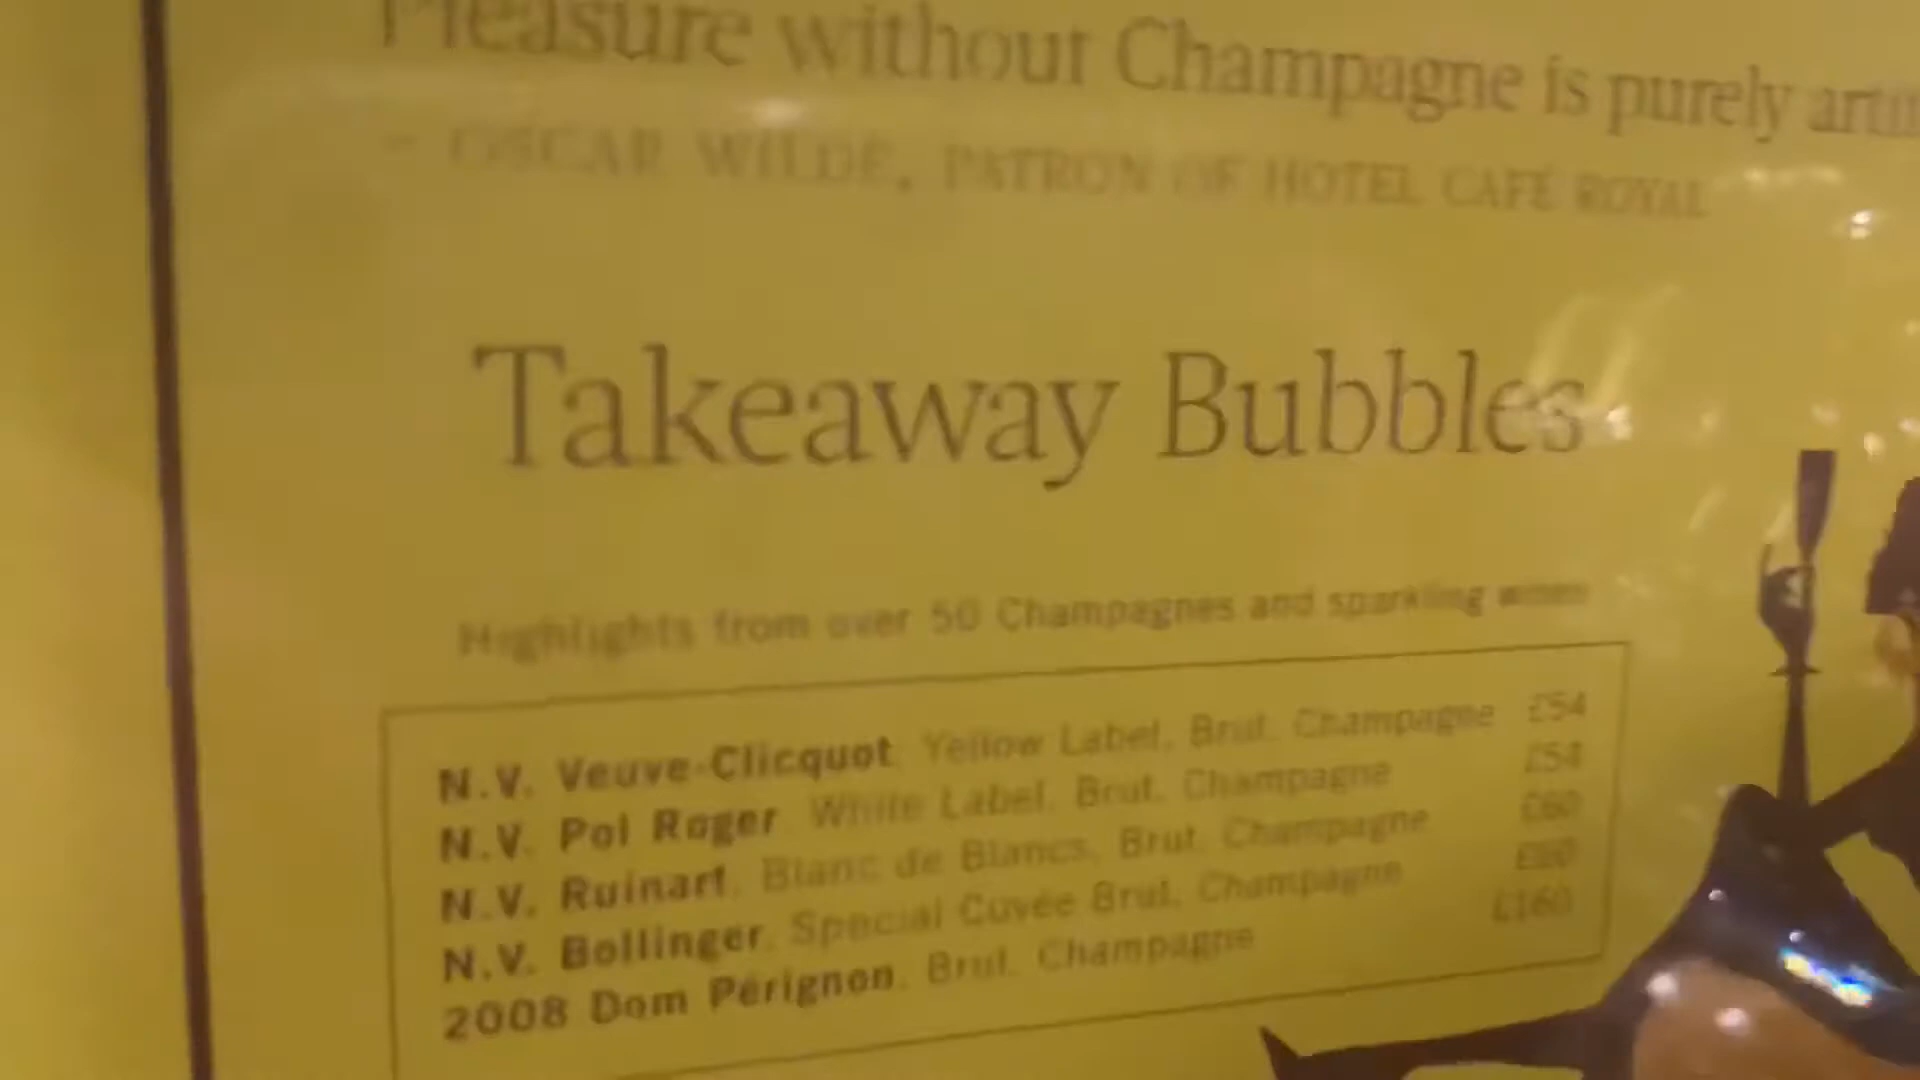 Pleasure without Champagne is purely
– OSCAR WILDE, PATRON OF HOTEL CAFÉ ROYAL
Takeaway Bubbles
Highlights from over 50 Champagnes and sparkling wines
N.V. Veuve-Clicquot, Yellow Label, Brut, Champagne £54
N.V. Pol Roger, White Label, Brut, Champagne £54
N.V. Ruinart, Blanc de Blancs, Brut, Champagne £60
N.V. Bollinger, Special Cuvée Brut, Champagne
2008 Dom Pérignon, Brut, Champagne £160